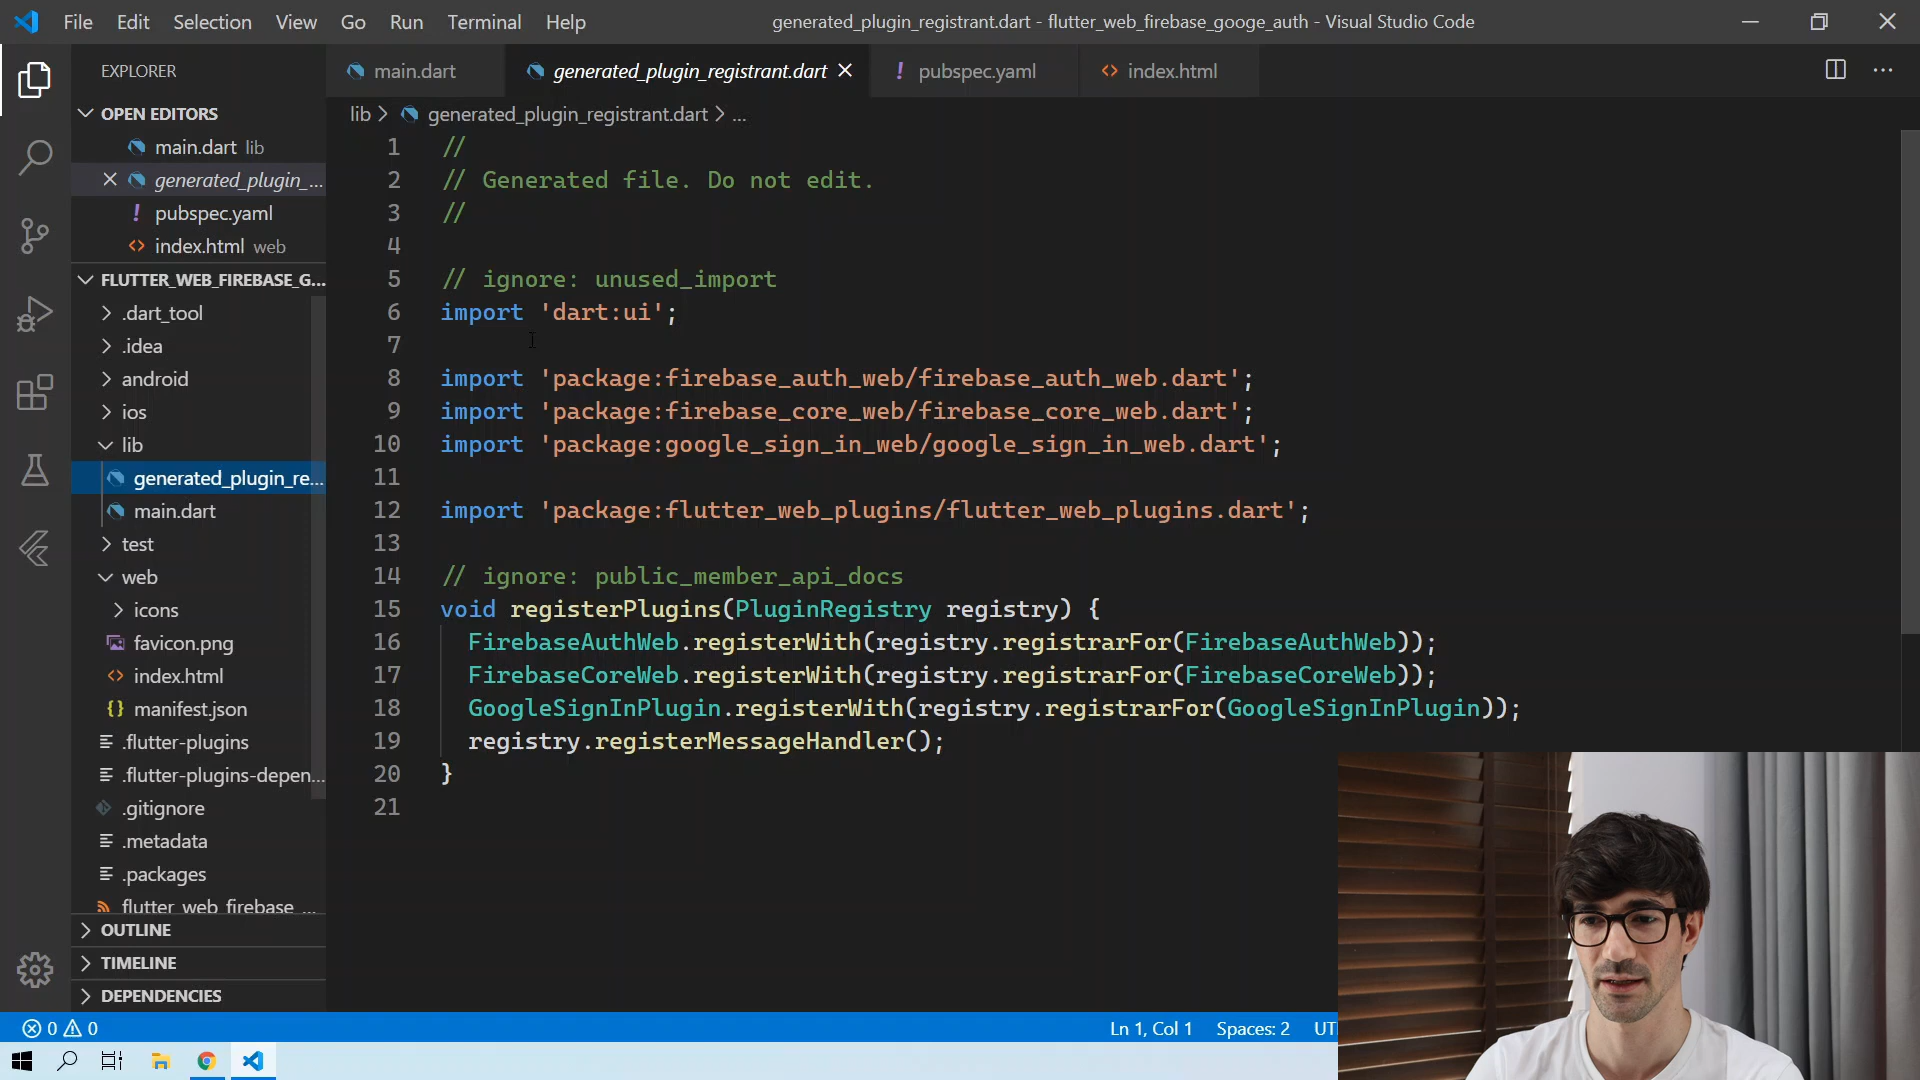 File Edit Selection View Go Run Terminal Help generated_plugin_registrant.dart - flutter_web_firebase_googe_auth - Visual Studio Code
EXPLORER
main.dart generated_plugin_registrant.dart ! pubspec.yaml <> index.html
OPEN EDITORS
main.dart lib
generated_plugin_...
! pubspec.yaml
<> index.html web
FLUTTER_WEB_FIREBASE_G...
.dart_tool
.idea
android
ios
lib
generated_plugin_re...
main.dart
test
web
icons
favicon.png
<> index.html
{} manifest.json
.flutter-plugins
.flutter-plugins-depen...
.gitignore
.metadata
.packages
flutter_web_firebase_...
OUTLINE
TIMELINE
DEPENDENCIES
lib > generated_plugin_registrant.dart > ...
1 //
2 // Generated file. Do not edit.
3 //
4
5 // ignore: unused_import
6 import 'dart:ui';
7
8 import 'package:firebase_auth_web/firebase_auth_web.dart';
9 import 'package:firebase_core_web/firebase_core_web.dart';
10 import 'package:google_sign_in_web/google_sign_in_web.dart';
11
12 import 'package:flutter_web_plugins/flutter_web_plugins.dart';
13
14 // ignore: public_member_api_docs
15 void registerPlugins(PluginRegistry registry) {
16 FirebaseAuthWeb.registerWith(registry.registrarFor(FirebaseAuthWeb));
17 FirebaseCoreWeb.registerWith(registry.registrarFor(FirebaseCoreWeb));
18 GoogleSignInPlugin.registerWith(registry.registrarFor(GoogleSignInPlugin));
19 registry.registerMessageHandler();
20 }
21
0 0 Ln 1, Col 1 Spaces: 2 UT